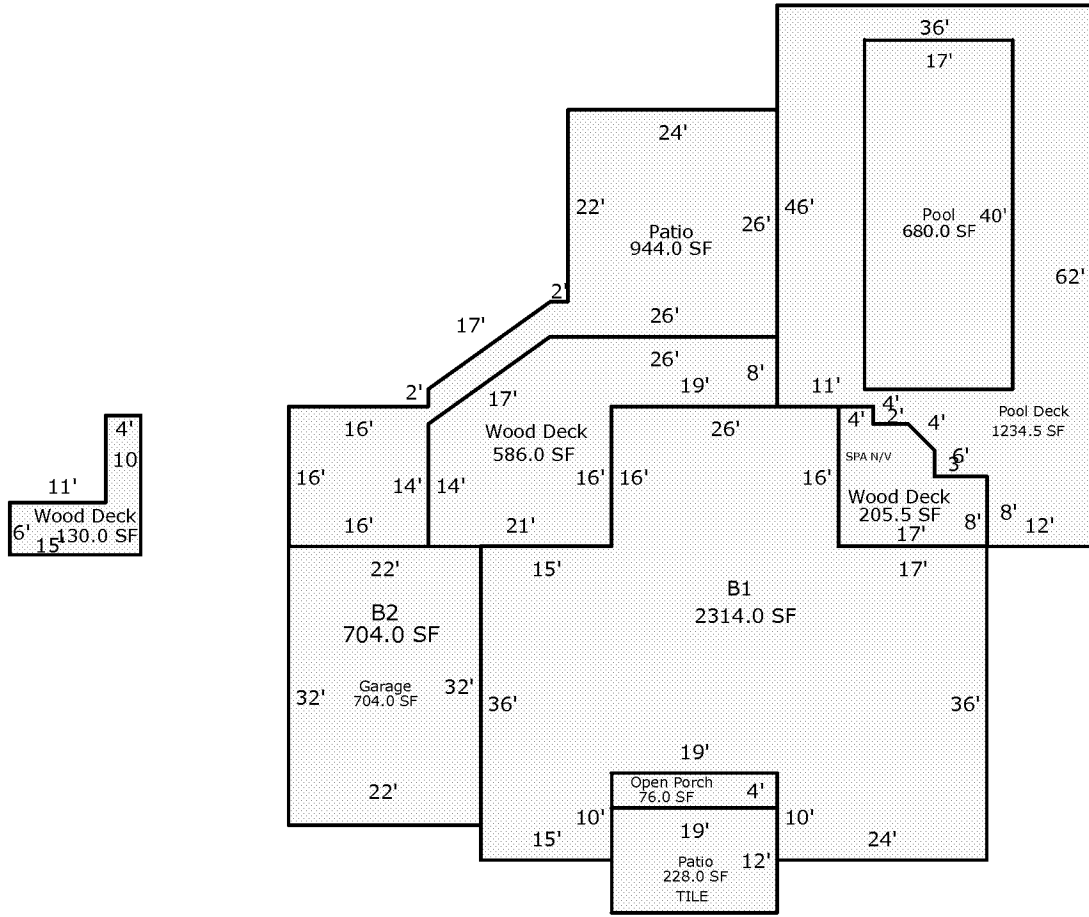 36'
17'
24'
22'
Patio
944.0 SF
26'
46'
Pool
680.0 SF
40'
62'
2'
17'
26'
26'
8'
19'
11'
2'
17'
16'
Wood Deck
586.0 SF
26'
4'
4'
2'
4'
Pool Deck
1234.5 SF
6'
3'
SPA N/V
16'
14'
14'
16'
16'
16'
Wood Deck
205.5 SF
8'
8'
16'
21'
17'
12'
4'
10
11'
Wood Deck
130.0 SF
6'
15'
22'
15'
17'
B1
2314.0 SF
B2
704.0 SF
Garage
704.0 SF
32'
32'
36'
36'
19'
Open Porch
76.0 SF
4'
22'
10'
10'
19'
15'
24'
Patio
228.0 SF
12'
TILE